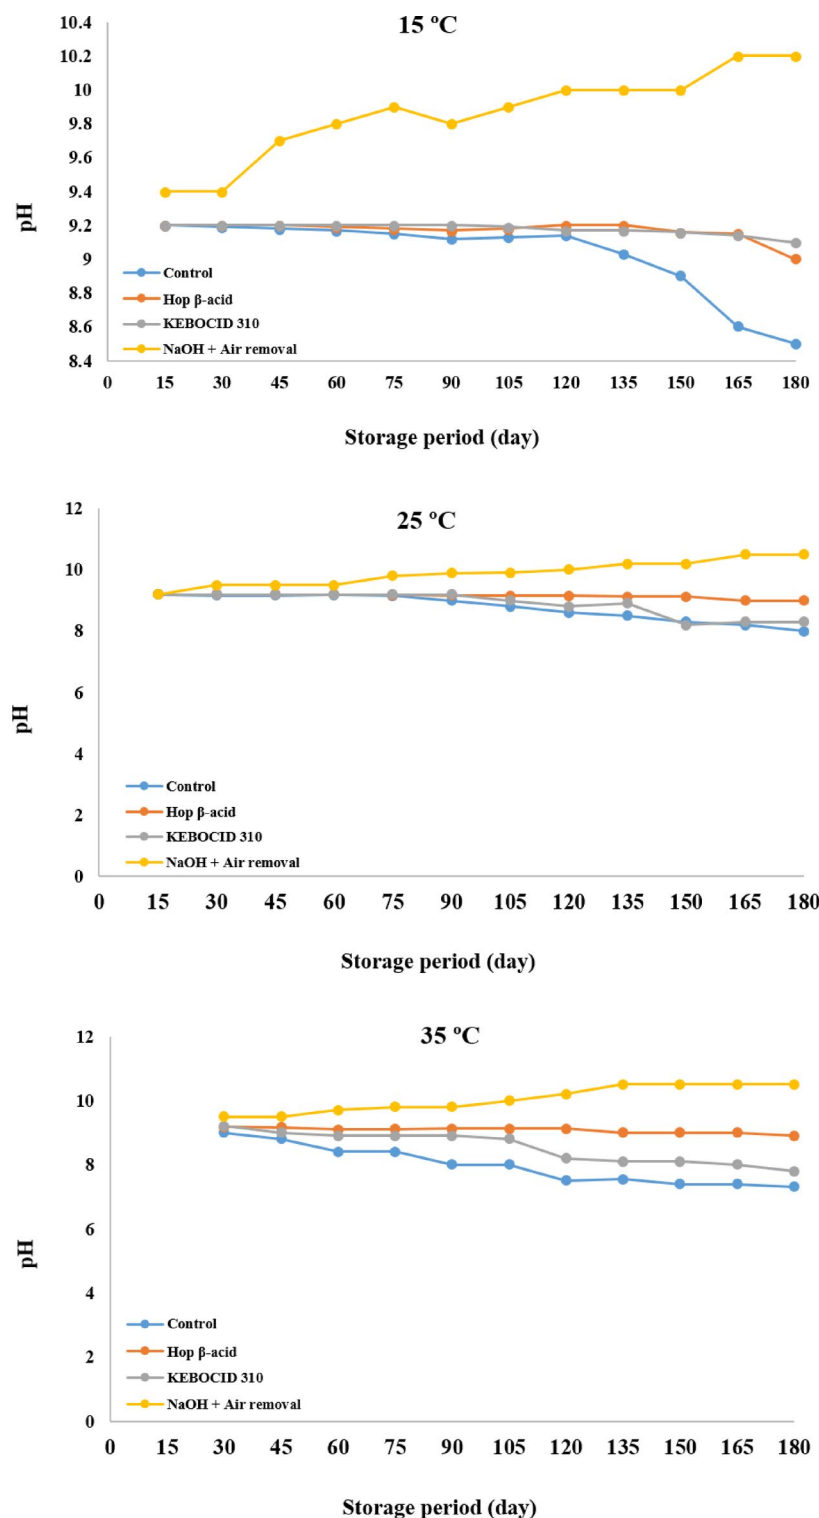 15 ºC
10.4
10.2
10
9.8
9.6
9.4
9.2
9
8.8
8.6
8.4
pH
Control
Hop β-acid
KEBOCID 310
NaOH + Air removal
0 15 30 45 60 75 90 105 120 135 150 165 180
Storage period (day)
25 ºC
12
10
8
6
4
2
0
pH
Control
Hop β-acid
KEBOCID 310
NaOH + Air removal
0 15 30 45 60 75 90 105 120 135 150 165 180
Storage period (day)
35 ºC
12
10
8
6
4
2
0
pH
Control
Hop β-acid
KEBOCID 310
NaOH + Air removal
0 15 30 45 60 75 90 105 120 135 150 165 180
Storage period (day)